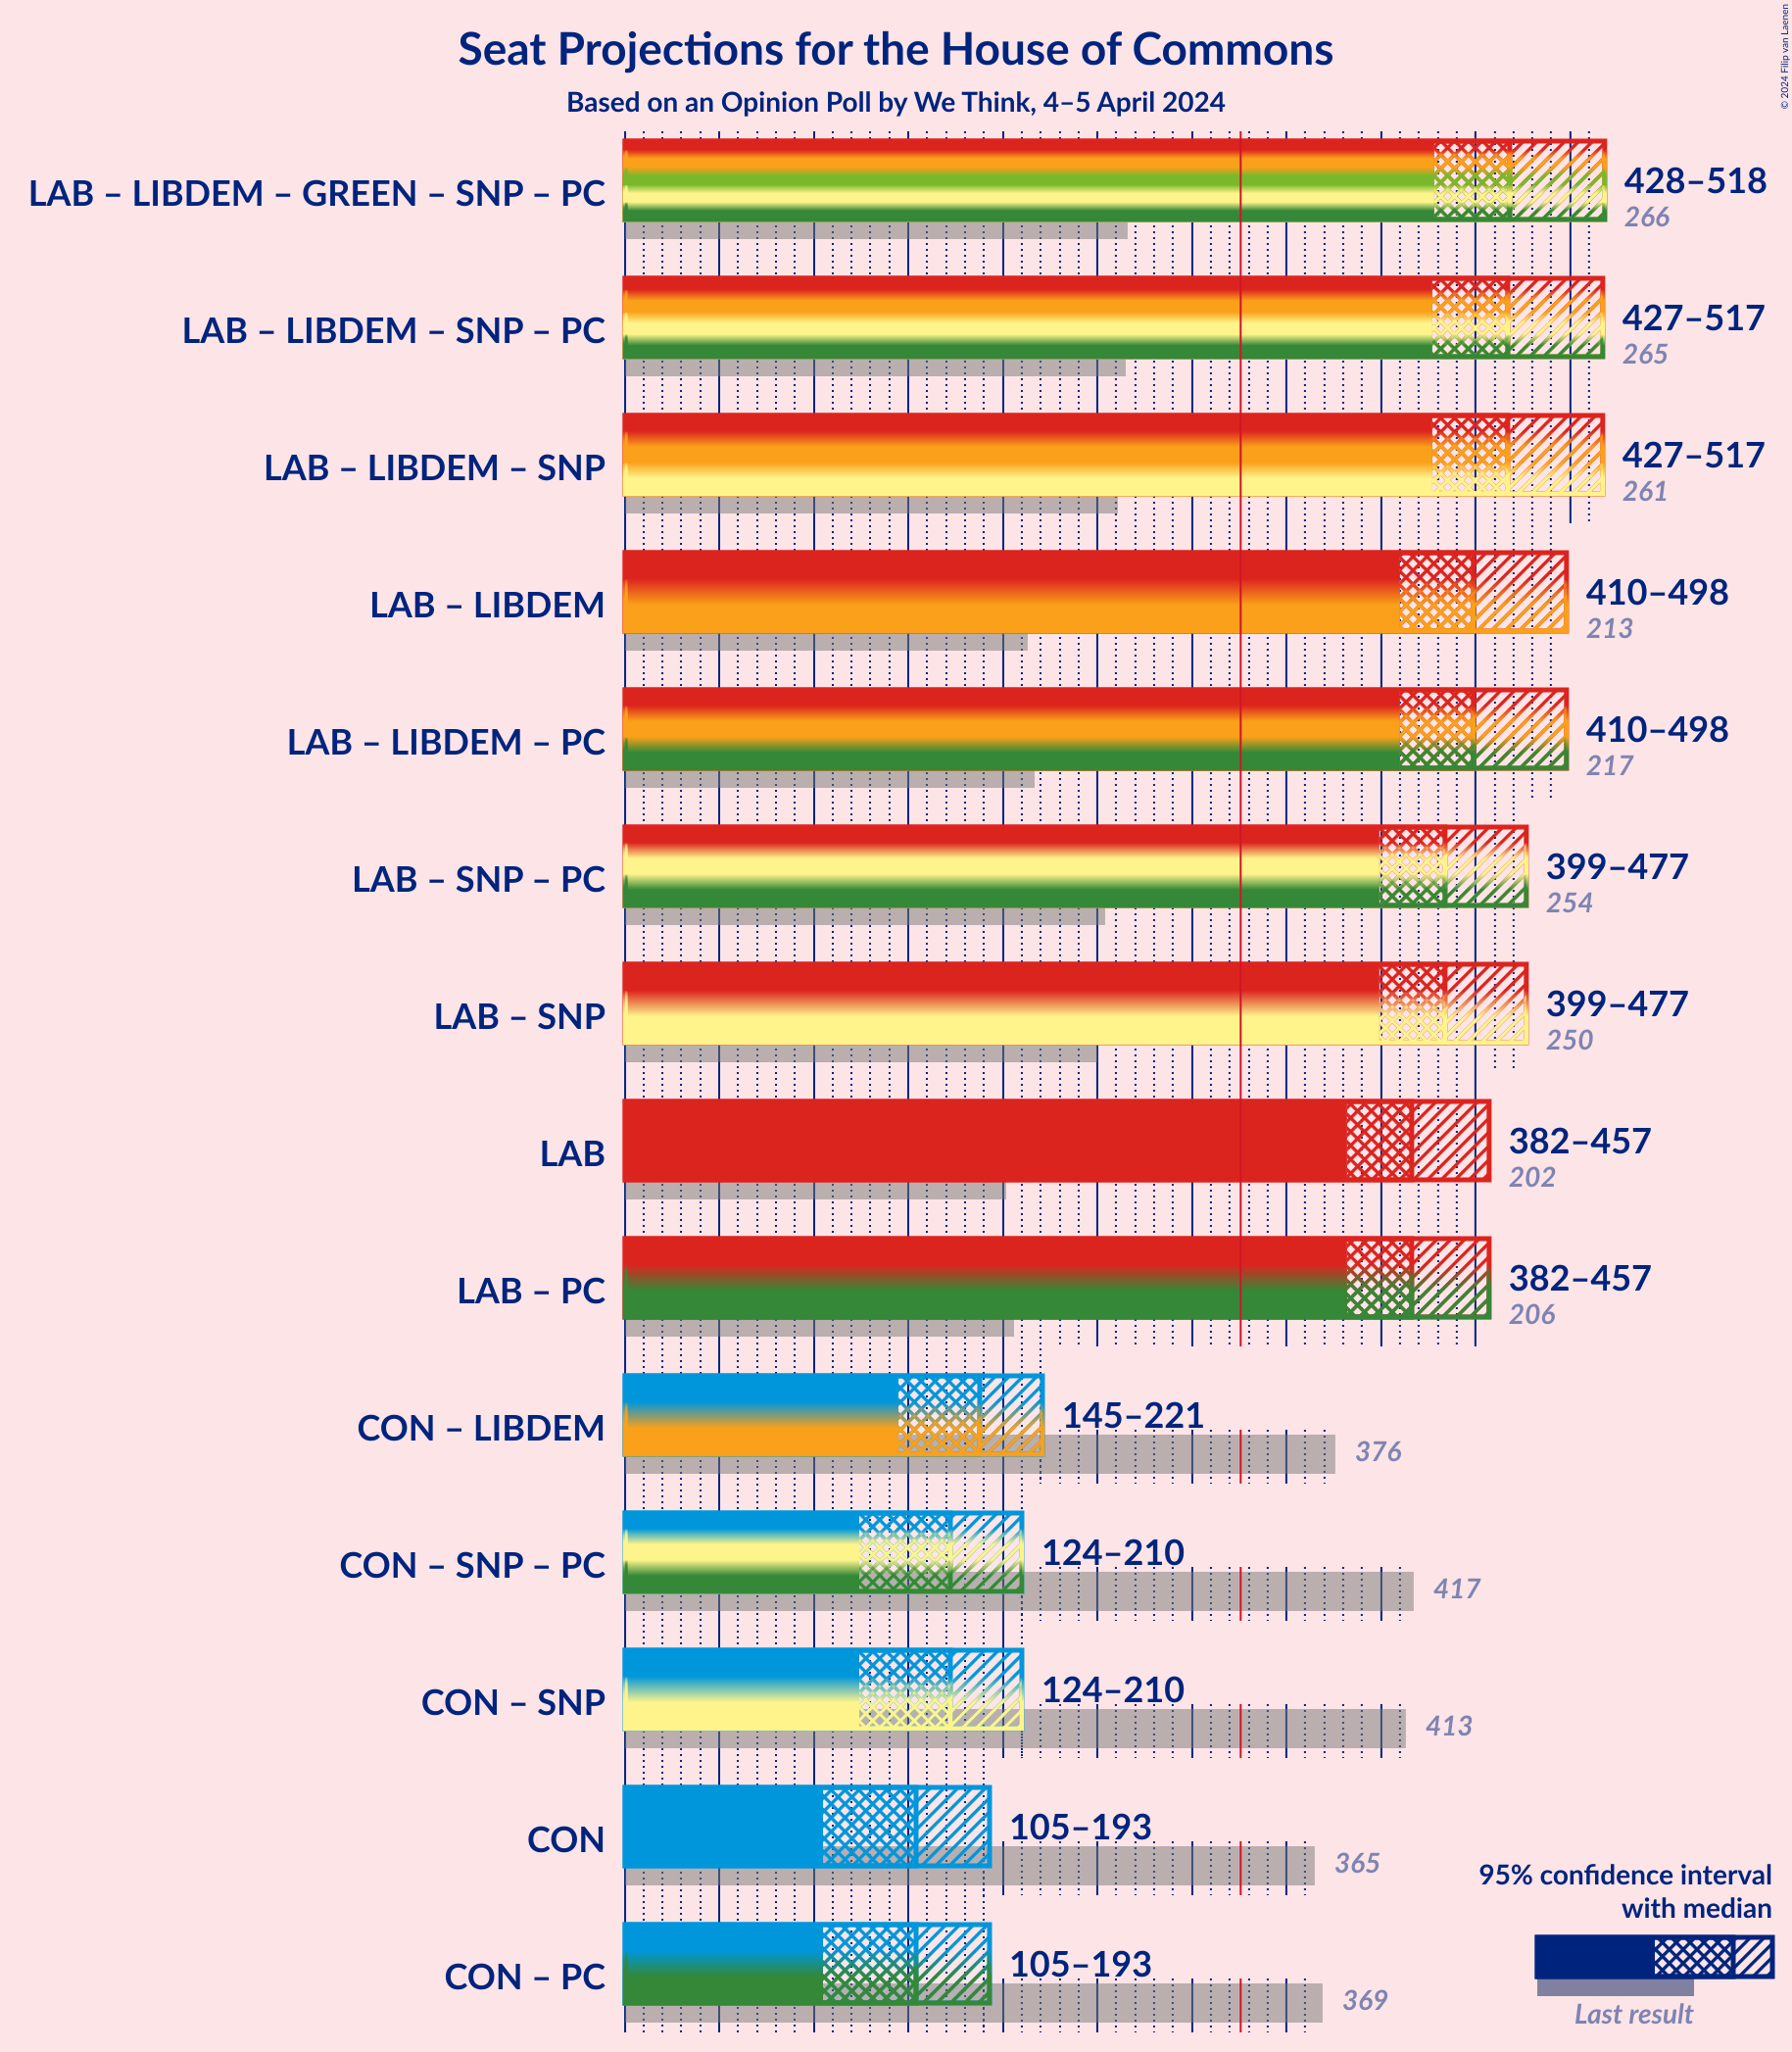 Seat Projections for the House of Commons
Based on an Opinion Poll by We Think, 4–5 April 2024
© 2024 Filip van Laenen
LAB – LIBDEM – GREEN – SNP – PC
428–518
266
LAB – LIBDEM – SNP – PC
427–517
265
LAB – LIBDEM – SNP
427–517
261
LAB – LIBDEM
410–498
213
LAB – LIBDEM – PC
410–498
217
LAB – SNP – PC
399–477
254
LAB – SNP
399–477
250
LAB
382–457
202
LAB – PC
382–457
206
CON – LIBDEM
145–221
376
CON – SNP – PC
124–210
417
CON – SNP
124–210
413
CON
105–193
365
CON – PC
105–193
369
95% confidence interval
with median
Last result